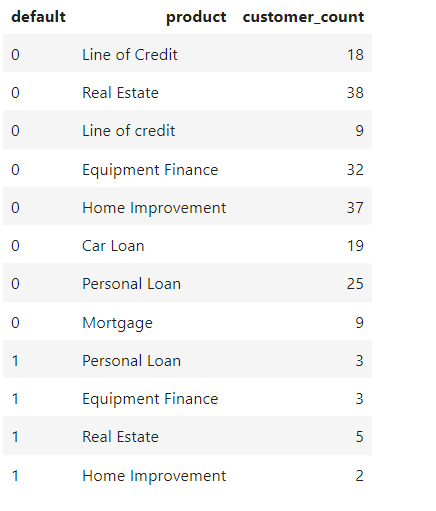 default product customer_count
0 Line of Credit 18
0 Real Estate 38
0 Line of credit 9
0 Equipment Finance 32
0 Home Improvement 37
0 Car Loan 19
0 Personal Loan 25
0 Mortgage 9
1 Personal Loan 3
1 Equipment Finance 3
1 Real Estate 5
1 Home Improvement 2